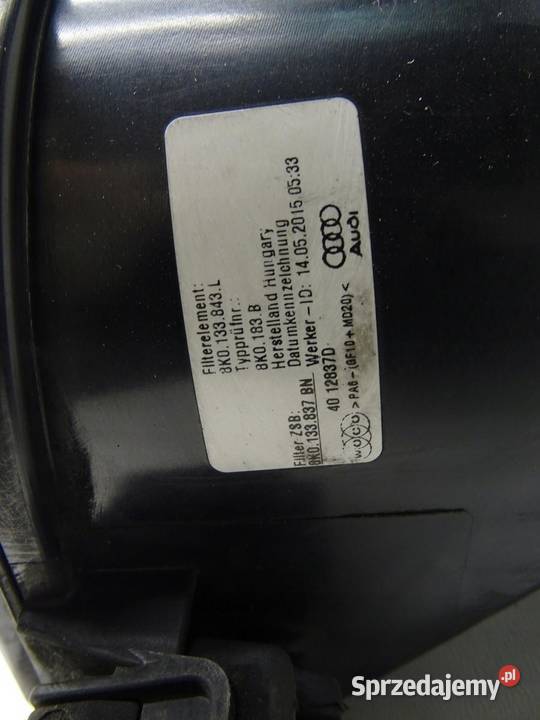 Filterelement:
8K0.133.843.L
Typprüfnr.:
8K0.183.B
Herstelland Hungary
Datumkennzeichnung
Filter ZSB:
8K0.133.837 BN
Werker-ID: 14.05.2015 05:33
40 12837D
WOCO >PA6-(GF10+MD20)<
Audi
Sprzedajemy.pl